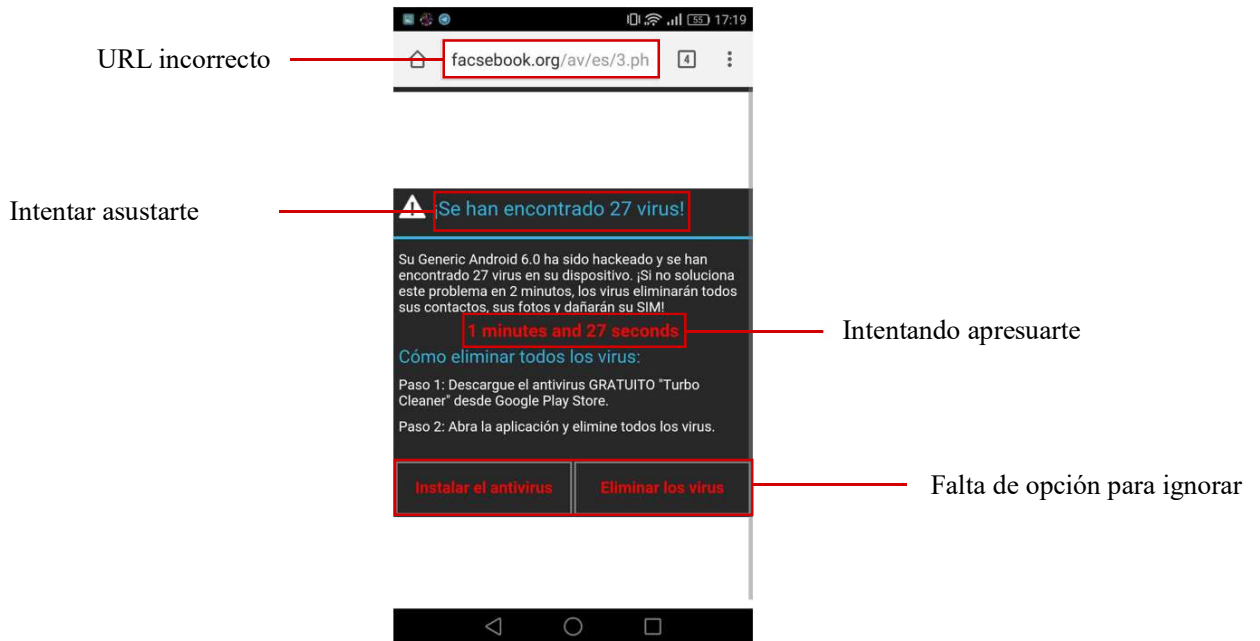 55 17:19
URL incorrecto
facsebook.org/av/es/3.ph
4
Intentar asustarte
¡Se han encontrado 27 virus!
Su Generic Android 6.0 ha sido hackeado y se han
encontrado 27 virus en su dispositivo. ¡Si no soluciona
este problema en 2 minutos, los virus eliminarán todos
sus contactos, sus fotos y dañarán su SIM!
1 minutes and 27 seconds
Intentando apresuarte
Cómo eliminar todos los virus:
Paso 1: Descargue el antivirus GRATUITO "Turbo
Cleaner" desde Google Play Store.
Paso 2: Abra la aplicación y elimine todos los virus.
Instalar el antivirus Eliminar los virus
Falta de opción para ignorar